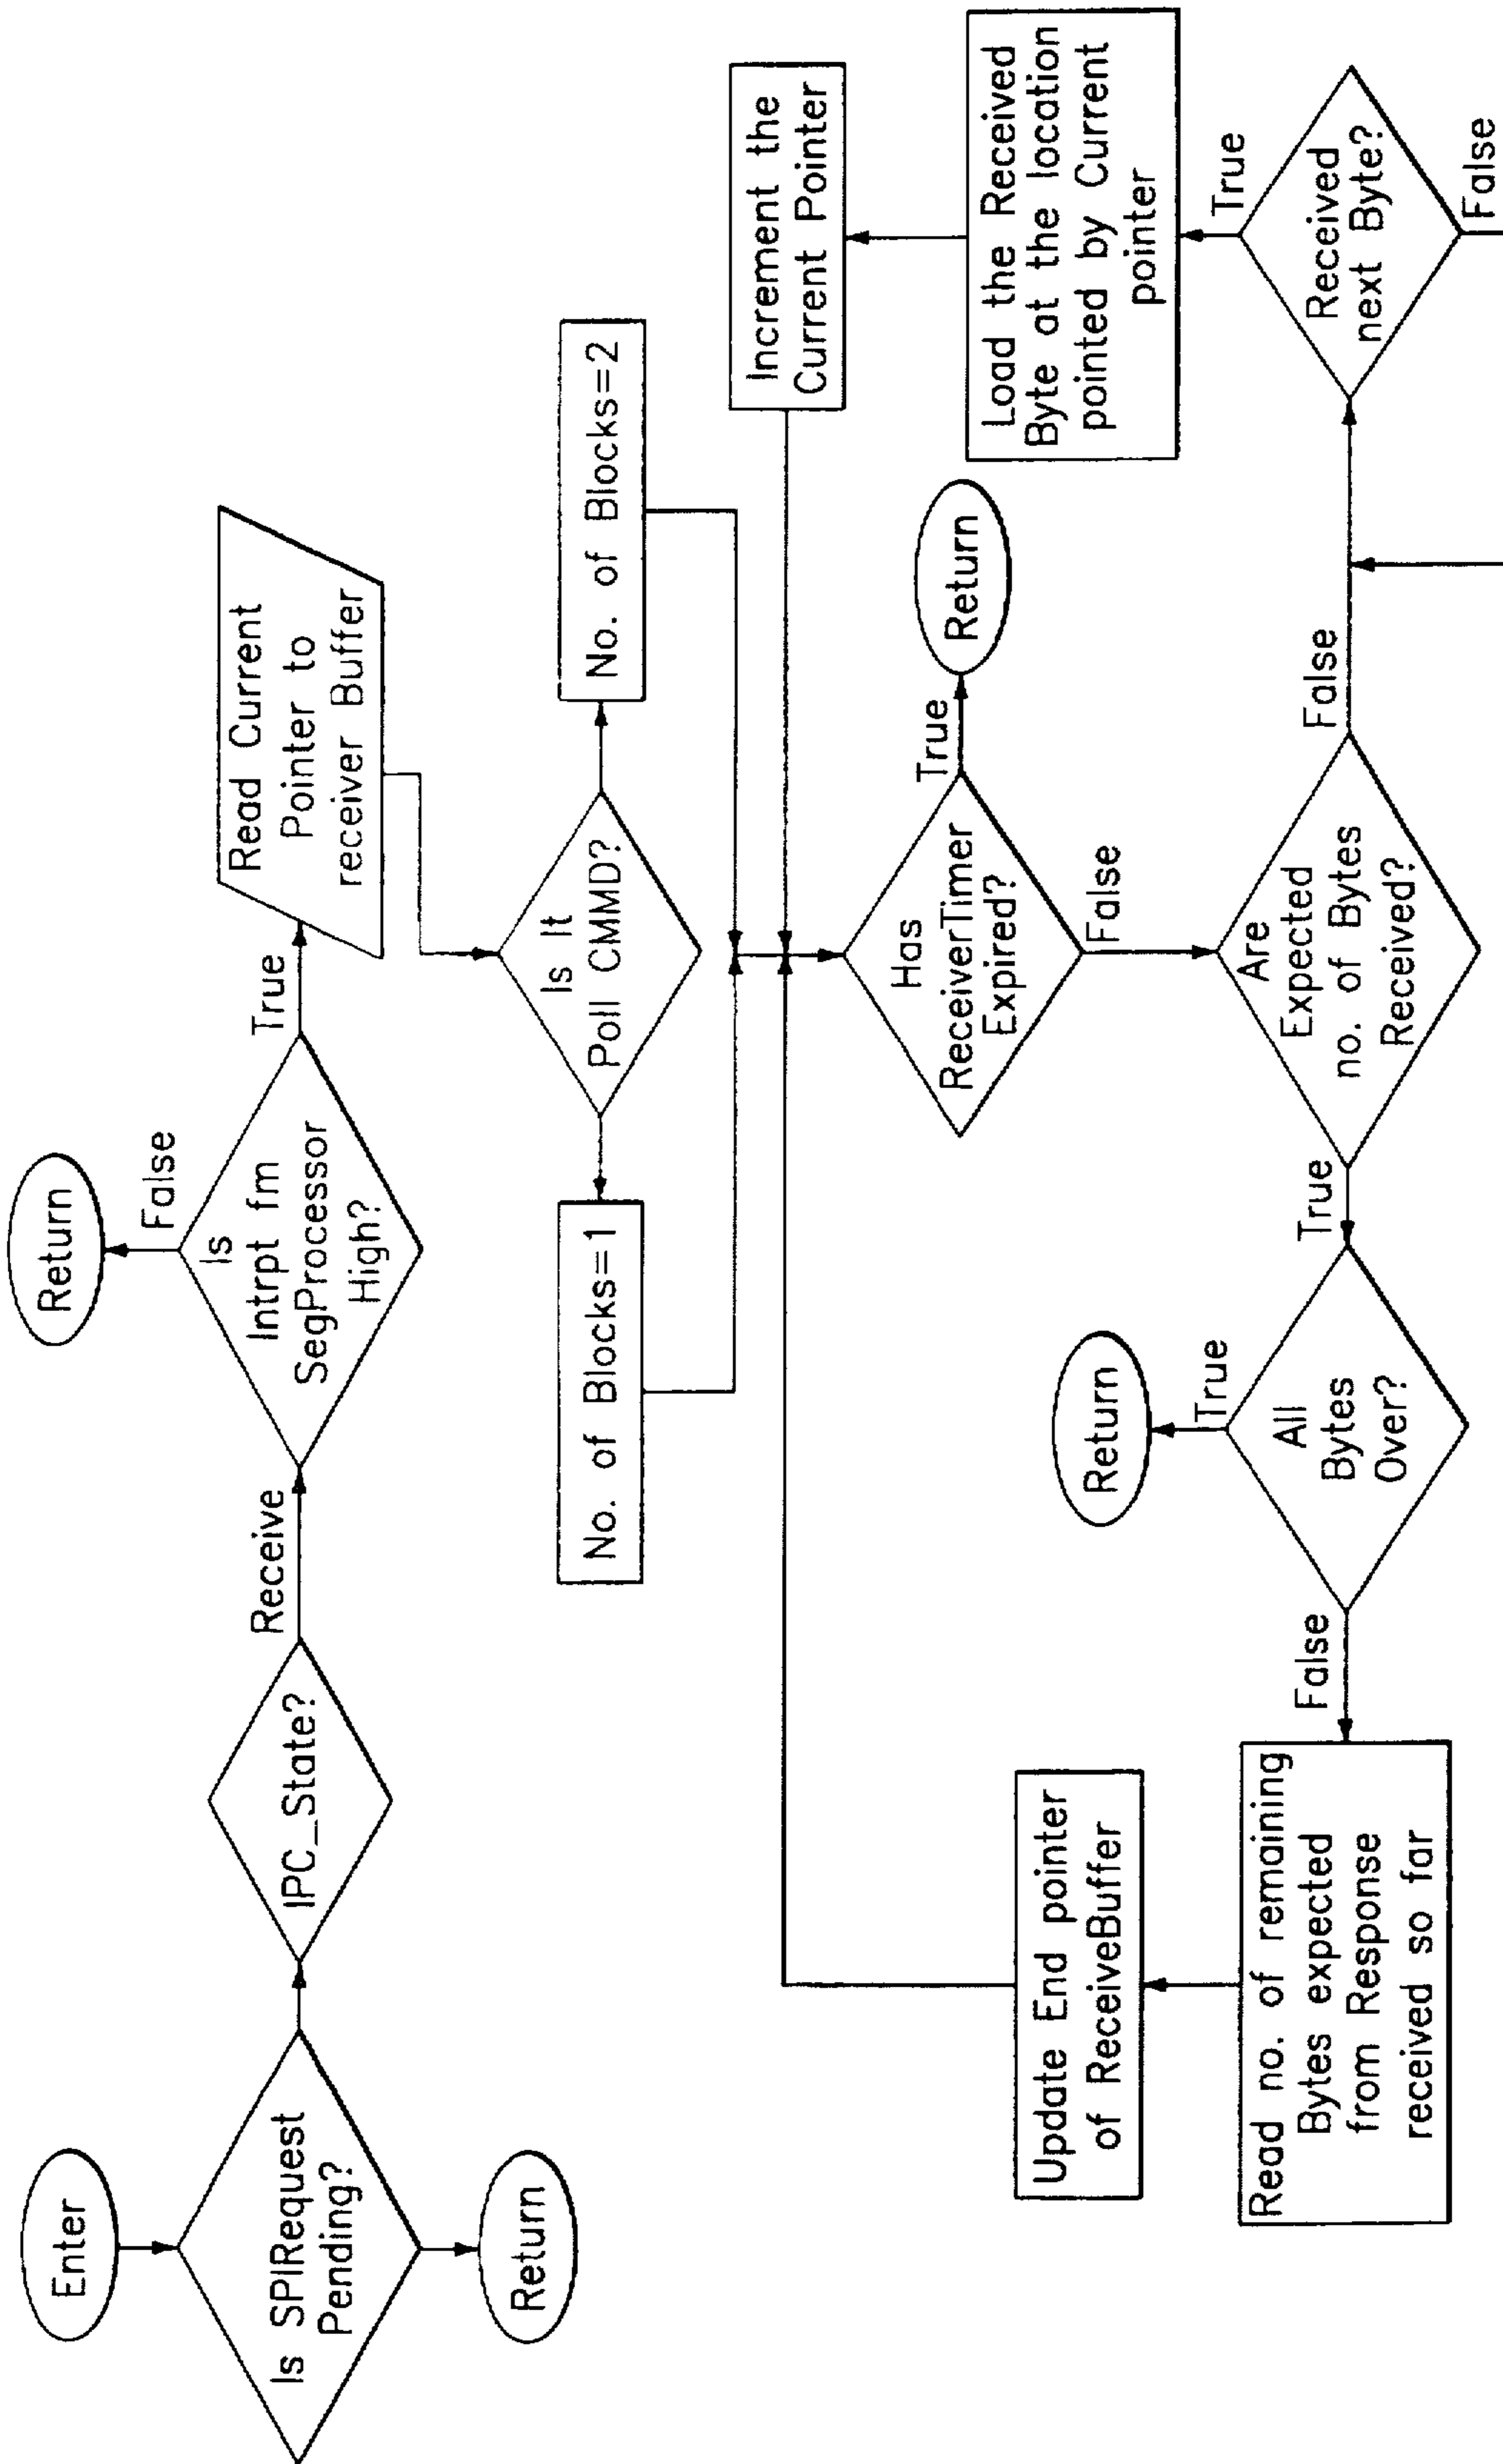 Enter
Is SPIRequest
Pending?
Return
IPC_State?
Receive
Is
Intrpt fm
SegProcessor
High?
False
Return
True
Read Current
Pointer to
receiver Buffer
Is It
Poll CMMD?
No. of Blocks=1
No. of Blocks=2
Increment the
Current Pointer
Has
ReceiverTimer
Expired?
True
Return
False
Load the Received
Byte at the location
pointed by Current
pointer
Are
Expected
no. of Bytes
Received?
False
Received
next Byte?
True
False
True
All
Bytes
Over?
True
Return
False
Read no. of remaining
Bytes expected
from Response
received so far
Update End pointer
of ReceiveBuffer